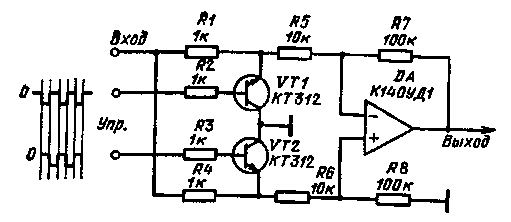 R1
1к
R5
10к
R7
100к
Вход
R2
1к
VT1
КТ312
DA
К140УД1
0
Упр.
−
+
R3
1к
VT2
КТ312
Выход
0
R4
1к
R6
10к
R8
100к